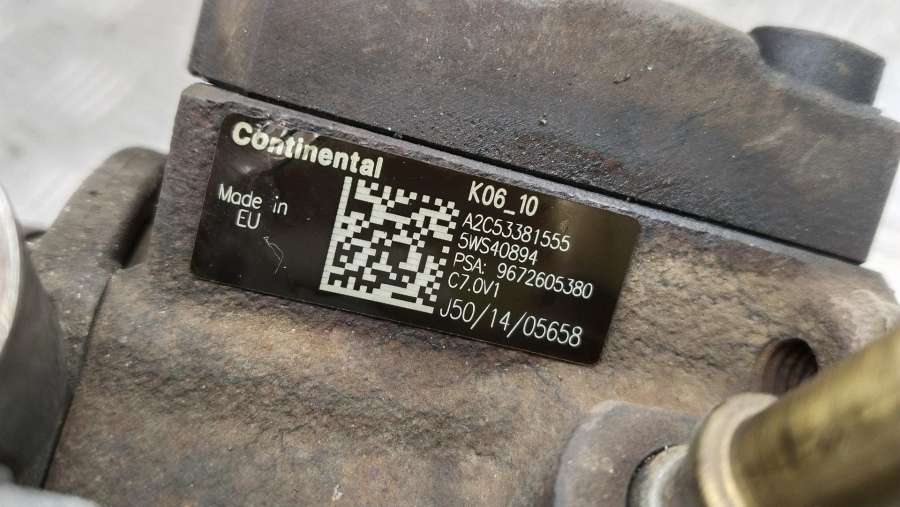 Continental
Made in
EU
K06_10
A2C53381555
5WS40894
PSA: 9672605380
C7.0V1
J50/14/05658